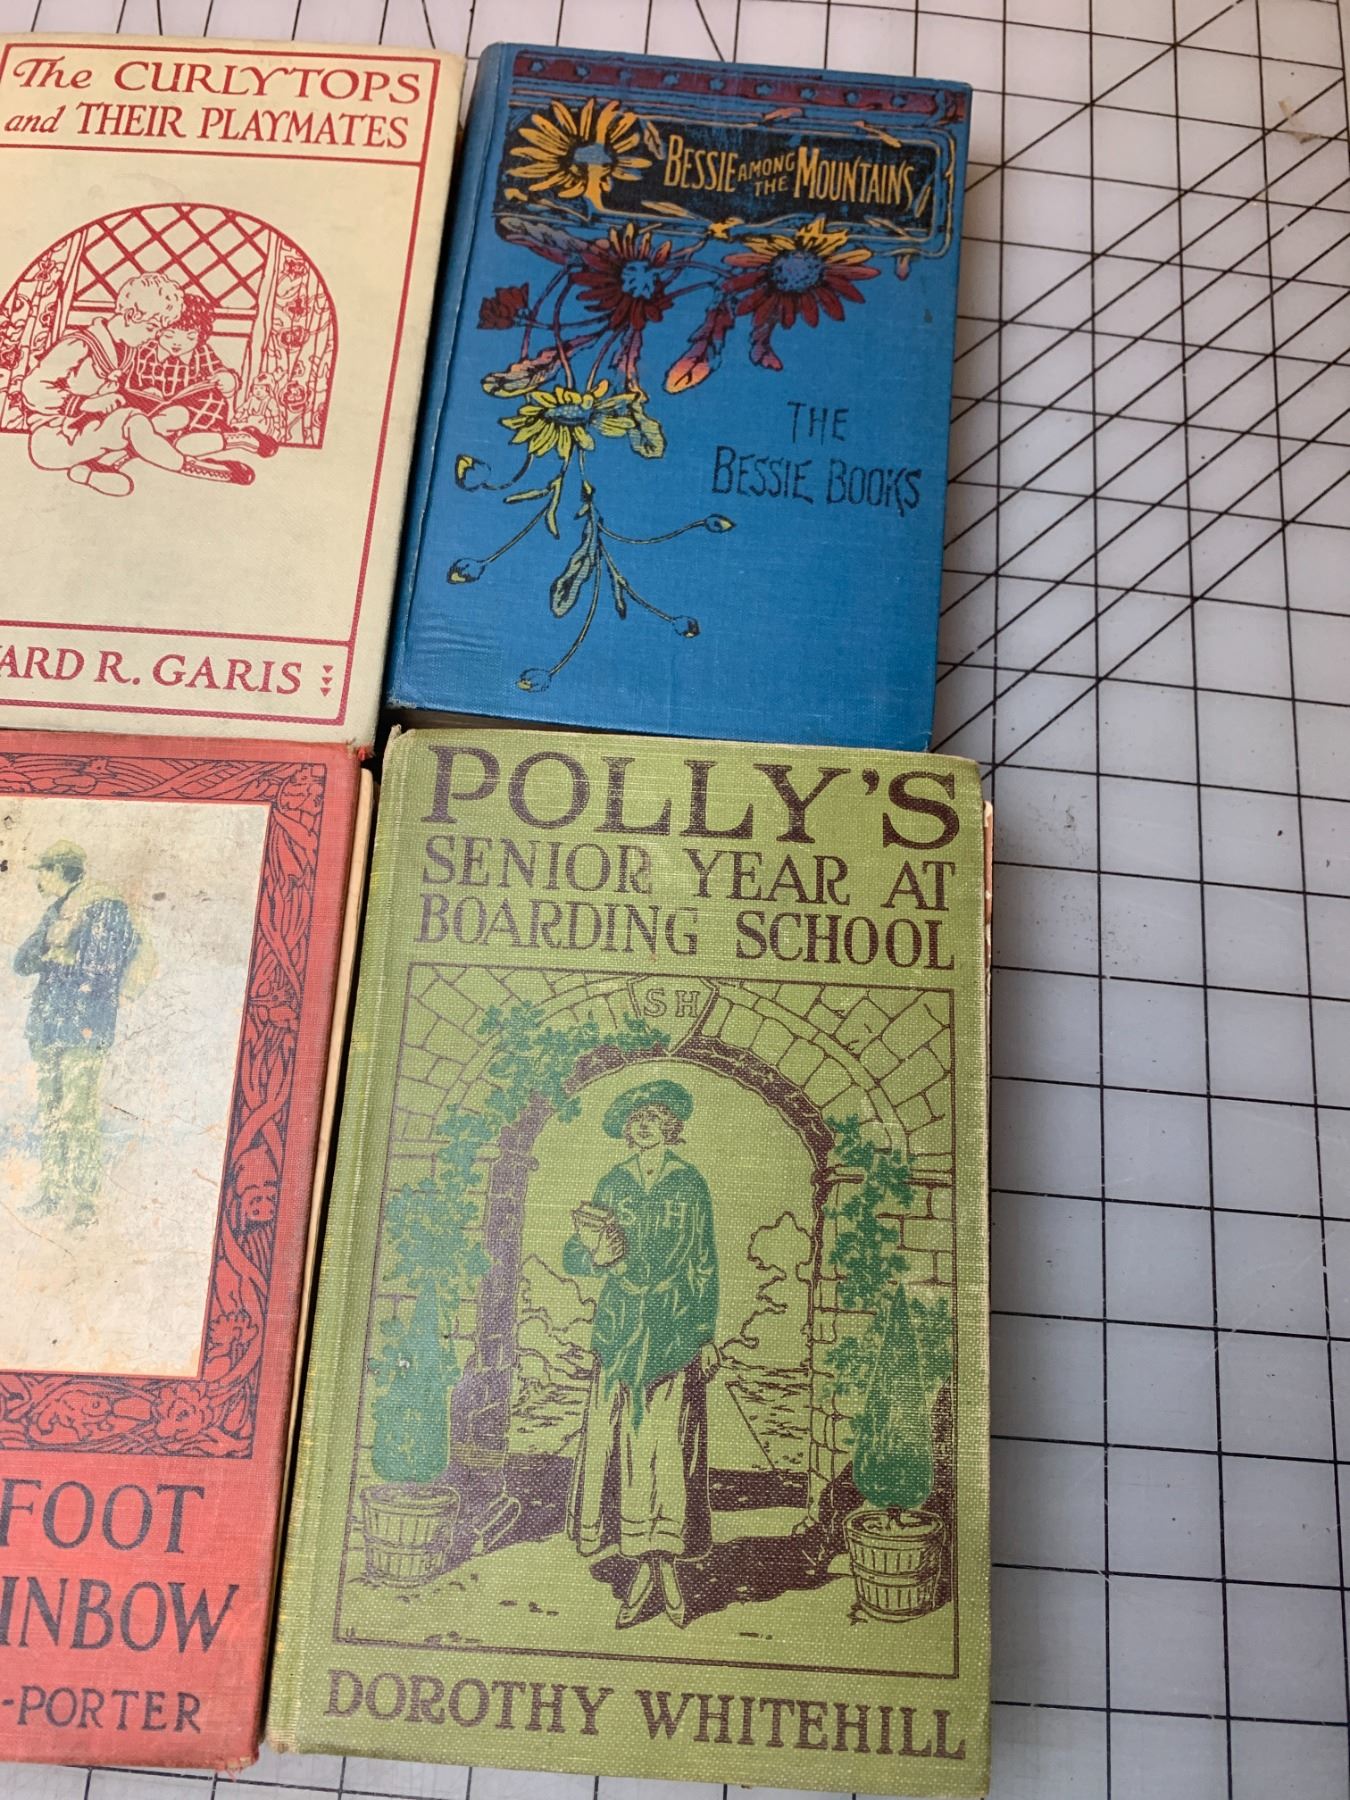 The CURLYTOPS
and THEIR PLAYMATES
ARD R. GARIS
BESSIE AMONG THE MOUNTAINS
THE
BESSIE BOOKS
FOOT
INBOW
-PORTER
POLLY'S
SENIOR YEAR AT
BOARDING SCHOOL
SH
S H
DOROTHY WHITEHILL